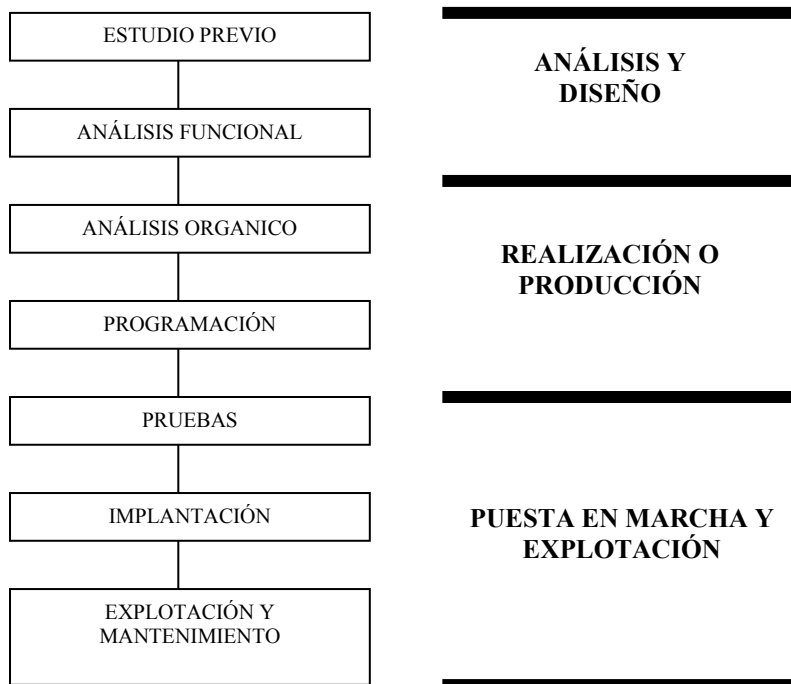 ESTUDIO PREVIO
ANÁLISIS FUNCIONAL
ANÁLISIS ORGANICO
PROGRAMACIÓN
PRUEBAS
IMPLANTACIÓN
EXPLOTACIÓN Y
MANTENIMIENTO
ANÁLISIS Y
DISEÑO
REALIZACIÓN O
PRODUCCIÓN
PUESTA EN MARCHA Y
EXPLOTACIÓN